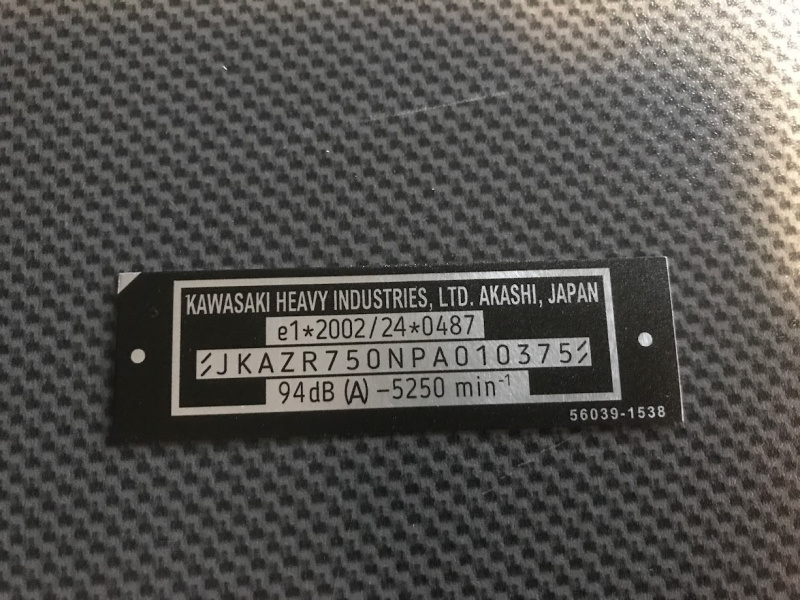 KAWASAKI HEAVY INDUSTRIES, LTD. AKASHI, JAPAN
e1*2002/24*0487
JKAZR750NPA010375
94dB (A) –5250 min⁻¹
56039-1538